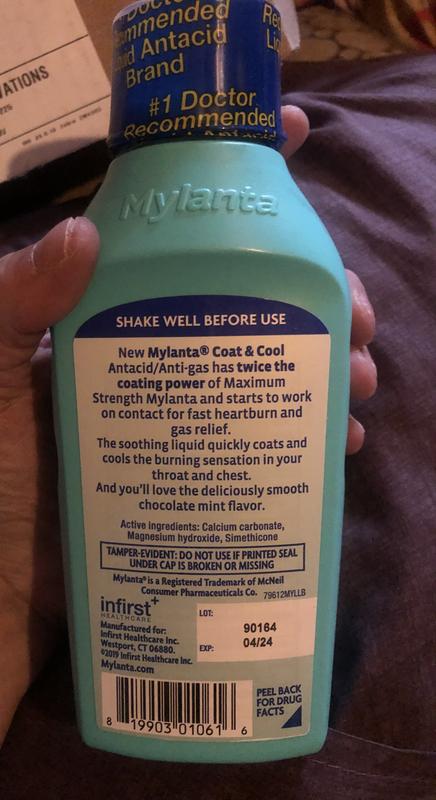 Doctor
Recommended
Liquid Antacid
Brand
#1 Doctor
Recommended
Mylanta
SHAKE WELL BEFORE USE
New Mylanta® Coat & Cool
Antacid/Anti-gas has twice the
coating power of Maximum
Strength Mylanta and starts to work
on contact for fast heartburn and
gas relief.
The soothing liquid quickly coats and
cools the burning sensation in your
throat and chest.
And you'll love the deliciously smooth
chocolate mint flavor.
Active ingredients: Calcium carbonate,
Magnesium hydroxide, Simethicone
TAMPER-EVIDENT: DO NOT USE IF PRINTED SEAL
UNDER CAP IS BROKEN OR MISSING
Mylanta® is a Registered Trademark of McNeil
Consumer Pharmaceuticals Co. 79612MYLLB
infirst+
HEALTHCARE
Manufactured for:
Infirst Healthcare Inc.
Westport, CT 06880.
©2019 Infirst Healthcare Inc.
Mylanta.com
LOT:
90164
EXP: 04/24
8 19903 01061 6
PEEL BACK
FOR DRUG
FACTS
VATIONS